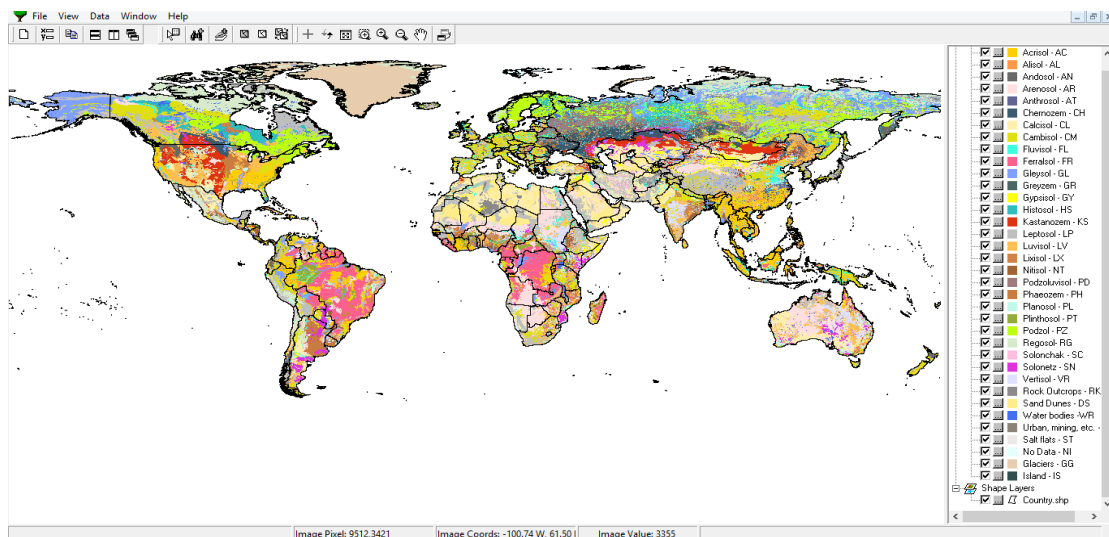 File View Data Window Help
Acrisol - AC
Alisol - AL
Andosol - AN
Arenosol - AR
Anthrosol - AT
Chernozem - CH
Calcisol - CL
Cambisol - CM
Fluvisol - FL
Ferralsol - FR
Gleysol - GL
Greyzem - GR
Gypsisol - GY
Histosol - HS
Kastanozem - KS
Leptosol - LP
Luvisol - LV
Lixisol - LX
Nitisol - NT
Podzoluvisol - PD
Phaeozem - PH
Planosol - PL
Plinthosol - PT
Podzol - PZ
Regosol - RG
Solonchak - SC
Solonetz - SN
Vertisol - VR
Rock Outcrops - RK
Sand Dunes - DS
Water bodies - WR
Urban, mining, etc. -
Salt flats - ST
No Data - NI
Glaciers - GG
Island - IS
Shape Layers
Country.shp
Image Pixel: 9512.3421 Image Coords: -100.74 W, 61.50 Image Value: 3355